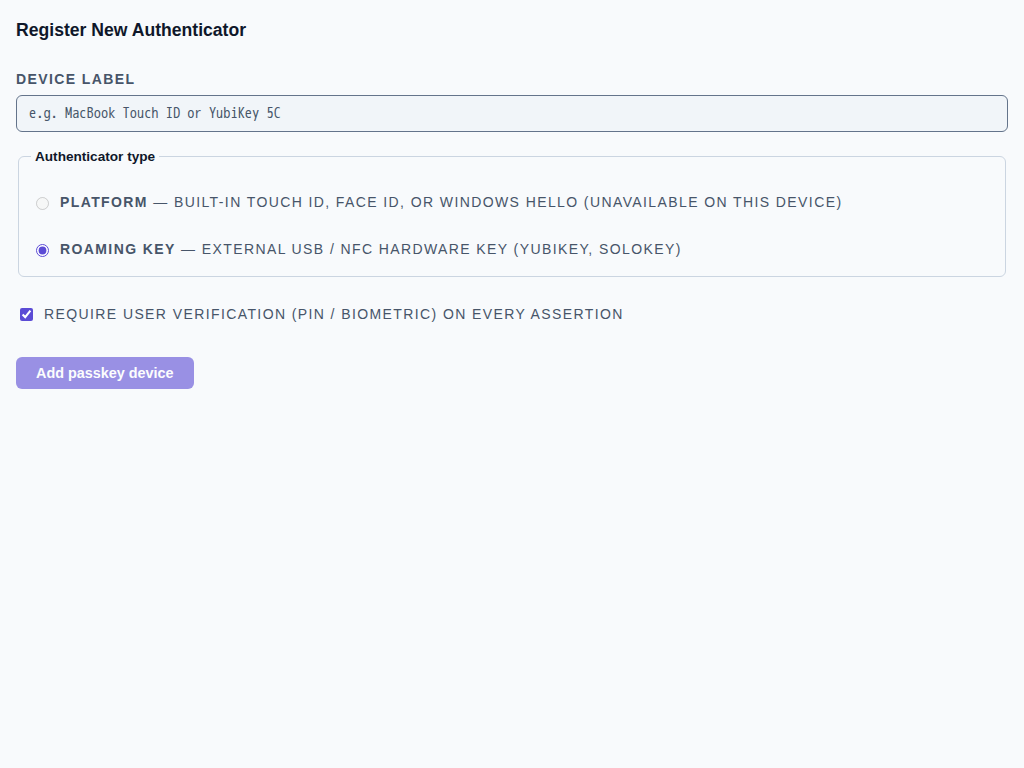 Register New Authenticator
DEVICE LABEL
e.g. MacBook Touch ID or YubiKey 5C
Authenticator type
PLATFORM — BUILT-IN TOUCH ID, FACE ID, OR WINDOWS HELLO (UNAVAILABLE ON THIS DEVICE)
ROAMING KEY — EXTERNAL USB / NFC HARDWARE KEY (YUBIKEY, SOLOKEY)
REQUIRE USER VERIFICATION (PIN / BIOMETRIC) ON EVERY ASSERTION
Add passkey device